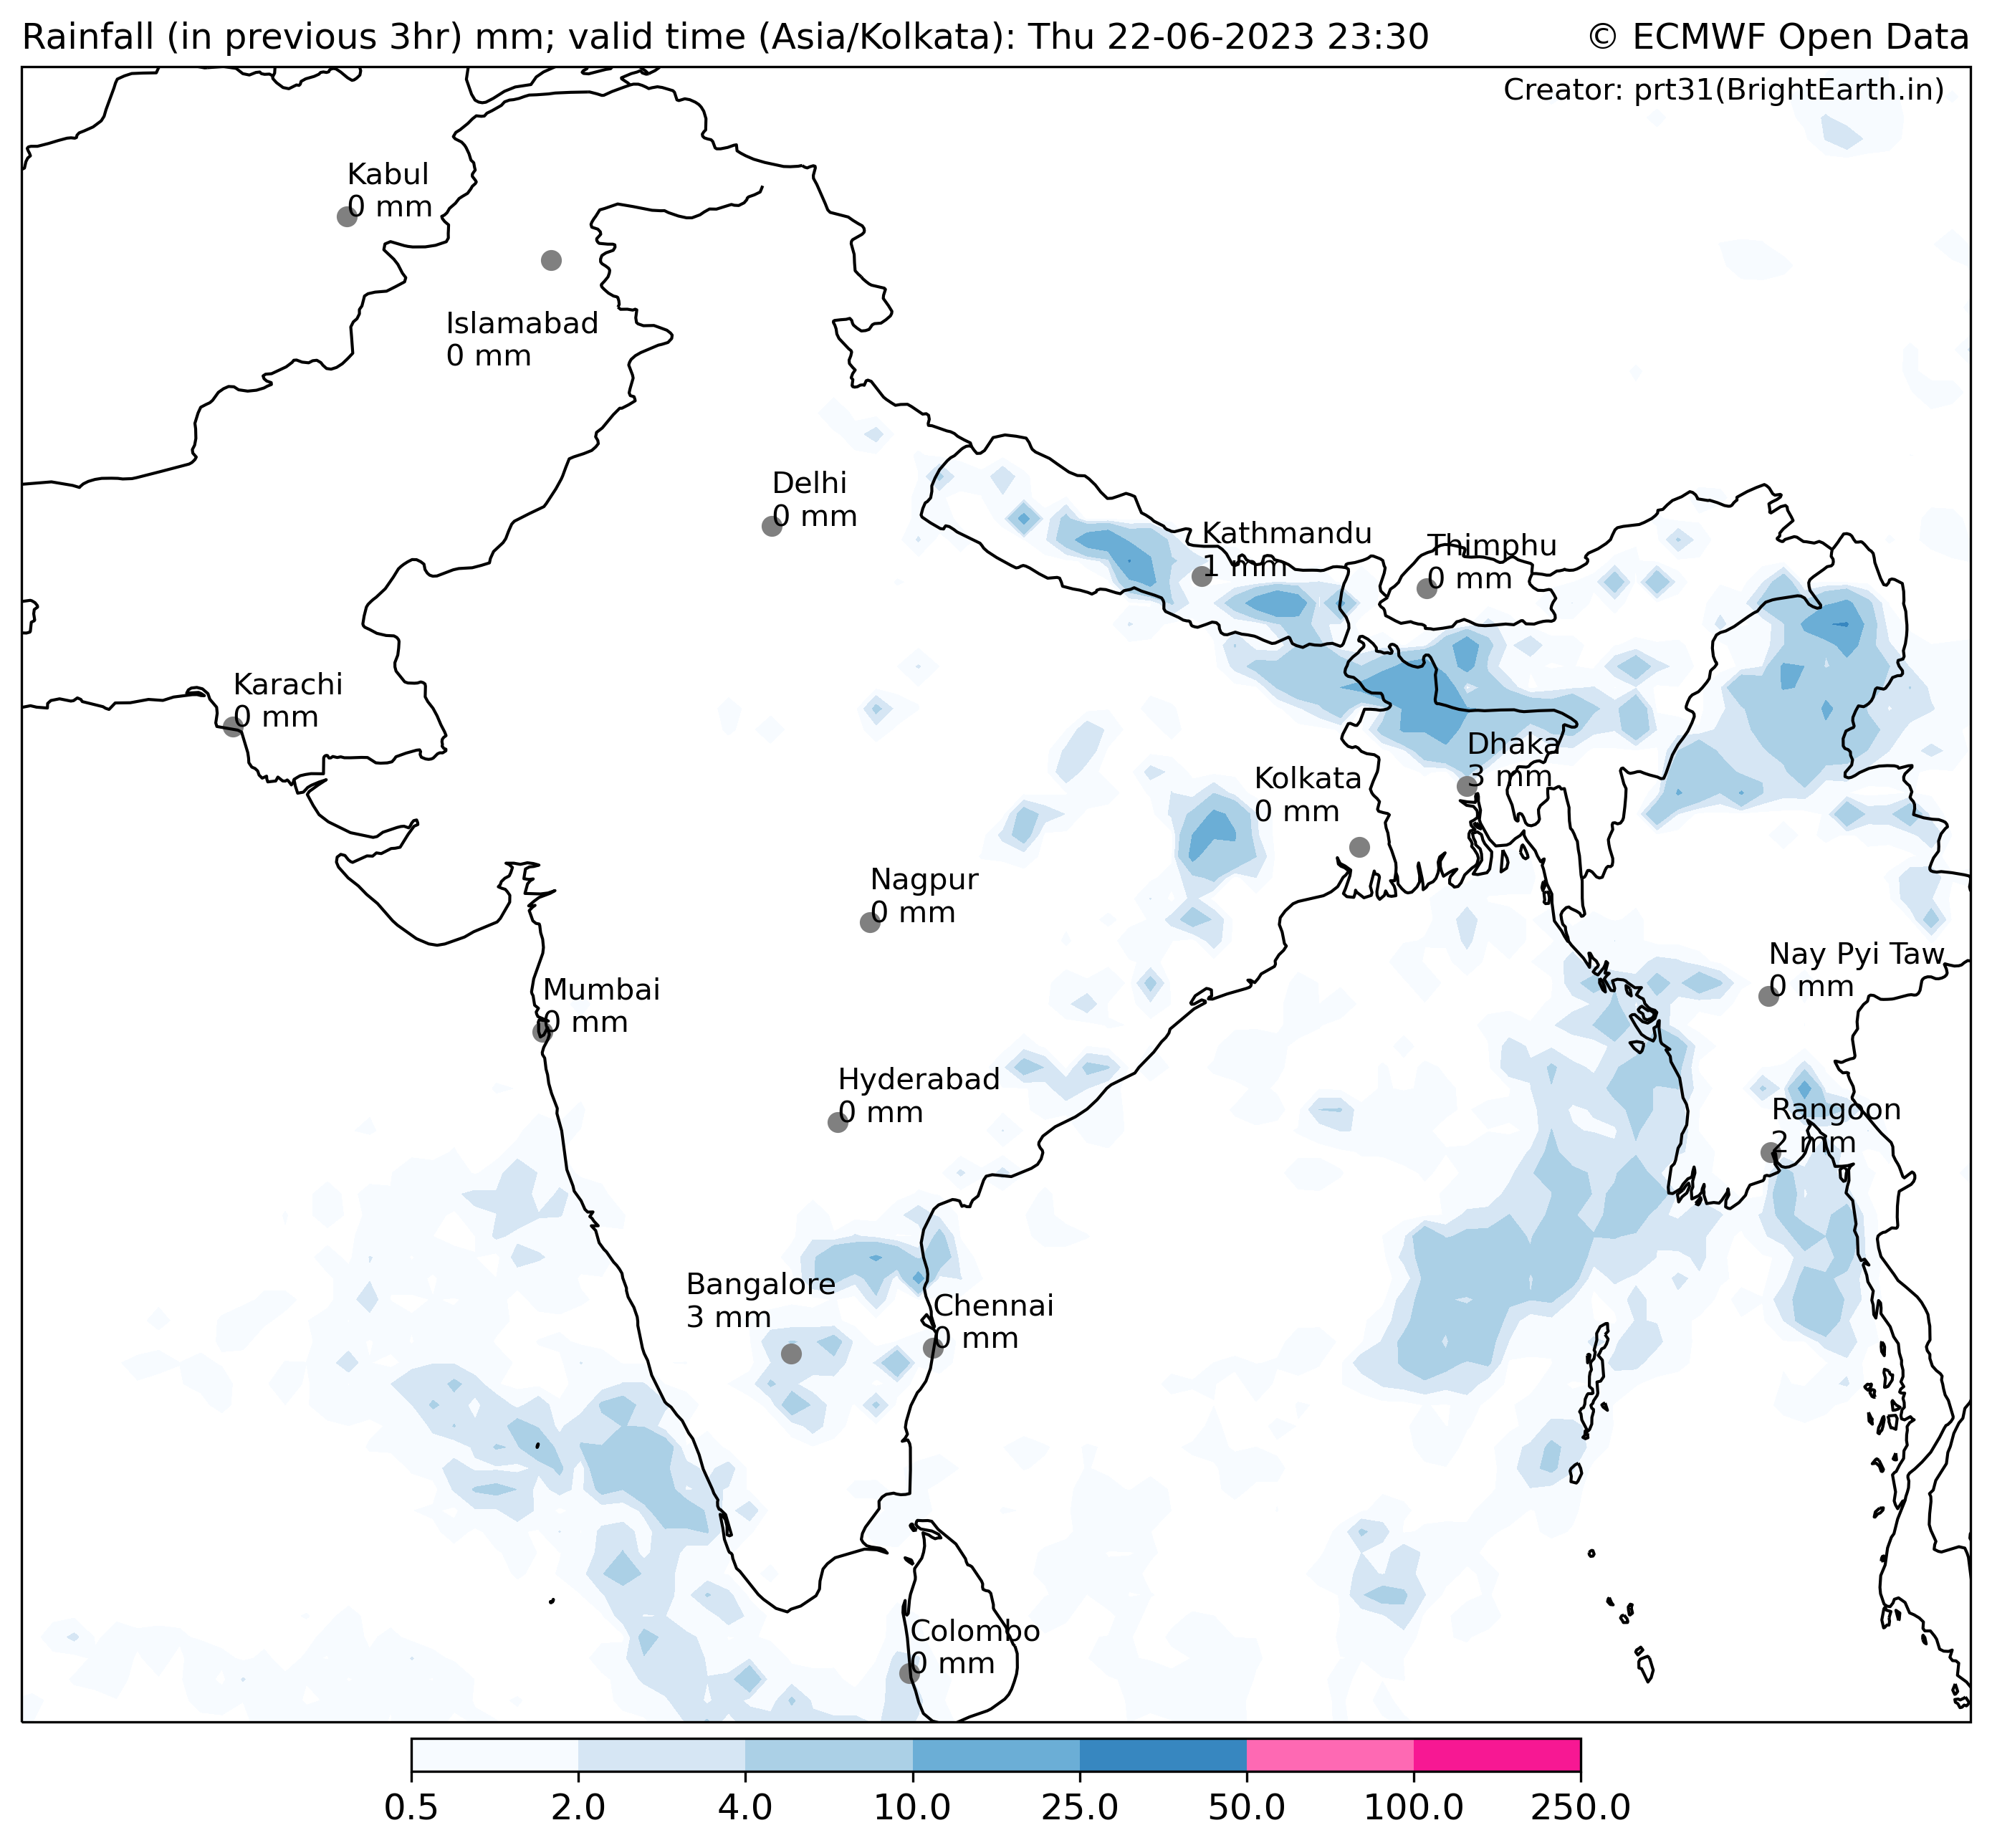 Rainfall (in previous 3hr) mm; valid time (Asia/Kolkata): Thu 22-06-2023 23:30
© ECMWF Open Data
Creator: prt31(BrightEarth.in)
Kabul
0 mm
Islamabad
0 mm
Delhi
0 mm
Kathmandu
1 mm
Thimphu
0 mm
Karachi
0 mm
Dhaka
3 mm
Kolkata
0 mm
Nagpur
0 mm
Nay Pyi Taw
0 mm
Mumbai
0 mm
Hyderabad
0 mm
Rangoon
2 mm
Bangalore
3 mm
Chennai
0 mm
Colombo
0 mm
0.5 2.0 4.0 10.0 25.0 50.0 100.0 250.0